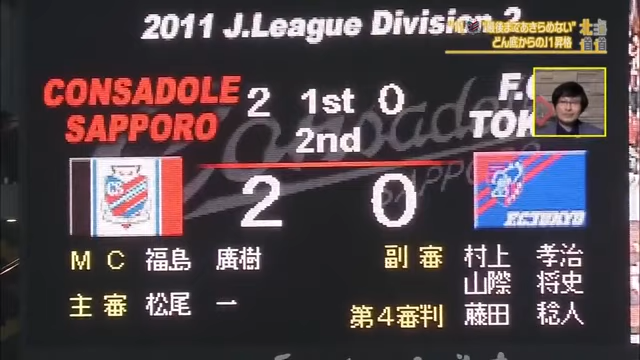 最後まであきらめない"
どん底からのJ1昇格
2011 J.League Division 2
CONSADOLE
SAPPORO
2 1st 0
2nd
F.C
TOK
2 0
F.C.TOKYO
Consadole
SAPPORO
MC 福島 廣樹
主審 松尾 一
副審 村上 孝治
山際 将史
第4審判 藤田 稔人